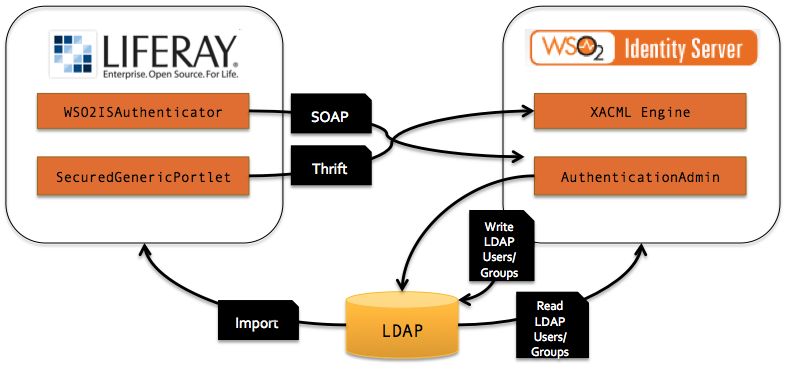 LIFERAY®
Enterprise. Open Source. For Life.
WSO2ISAuthenticator
SecuredGenericPortlet
SOAP
Thrift
WSO2 Identity Server
XACML Engine
AuthenticationAdmin
Write
LDAP
Users/
Groups
Import
LDAP
Read
LDAP
Users/
Groups